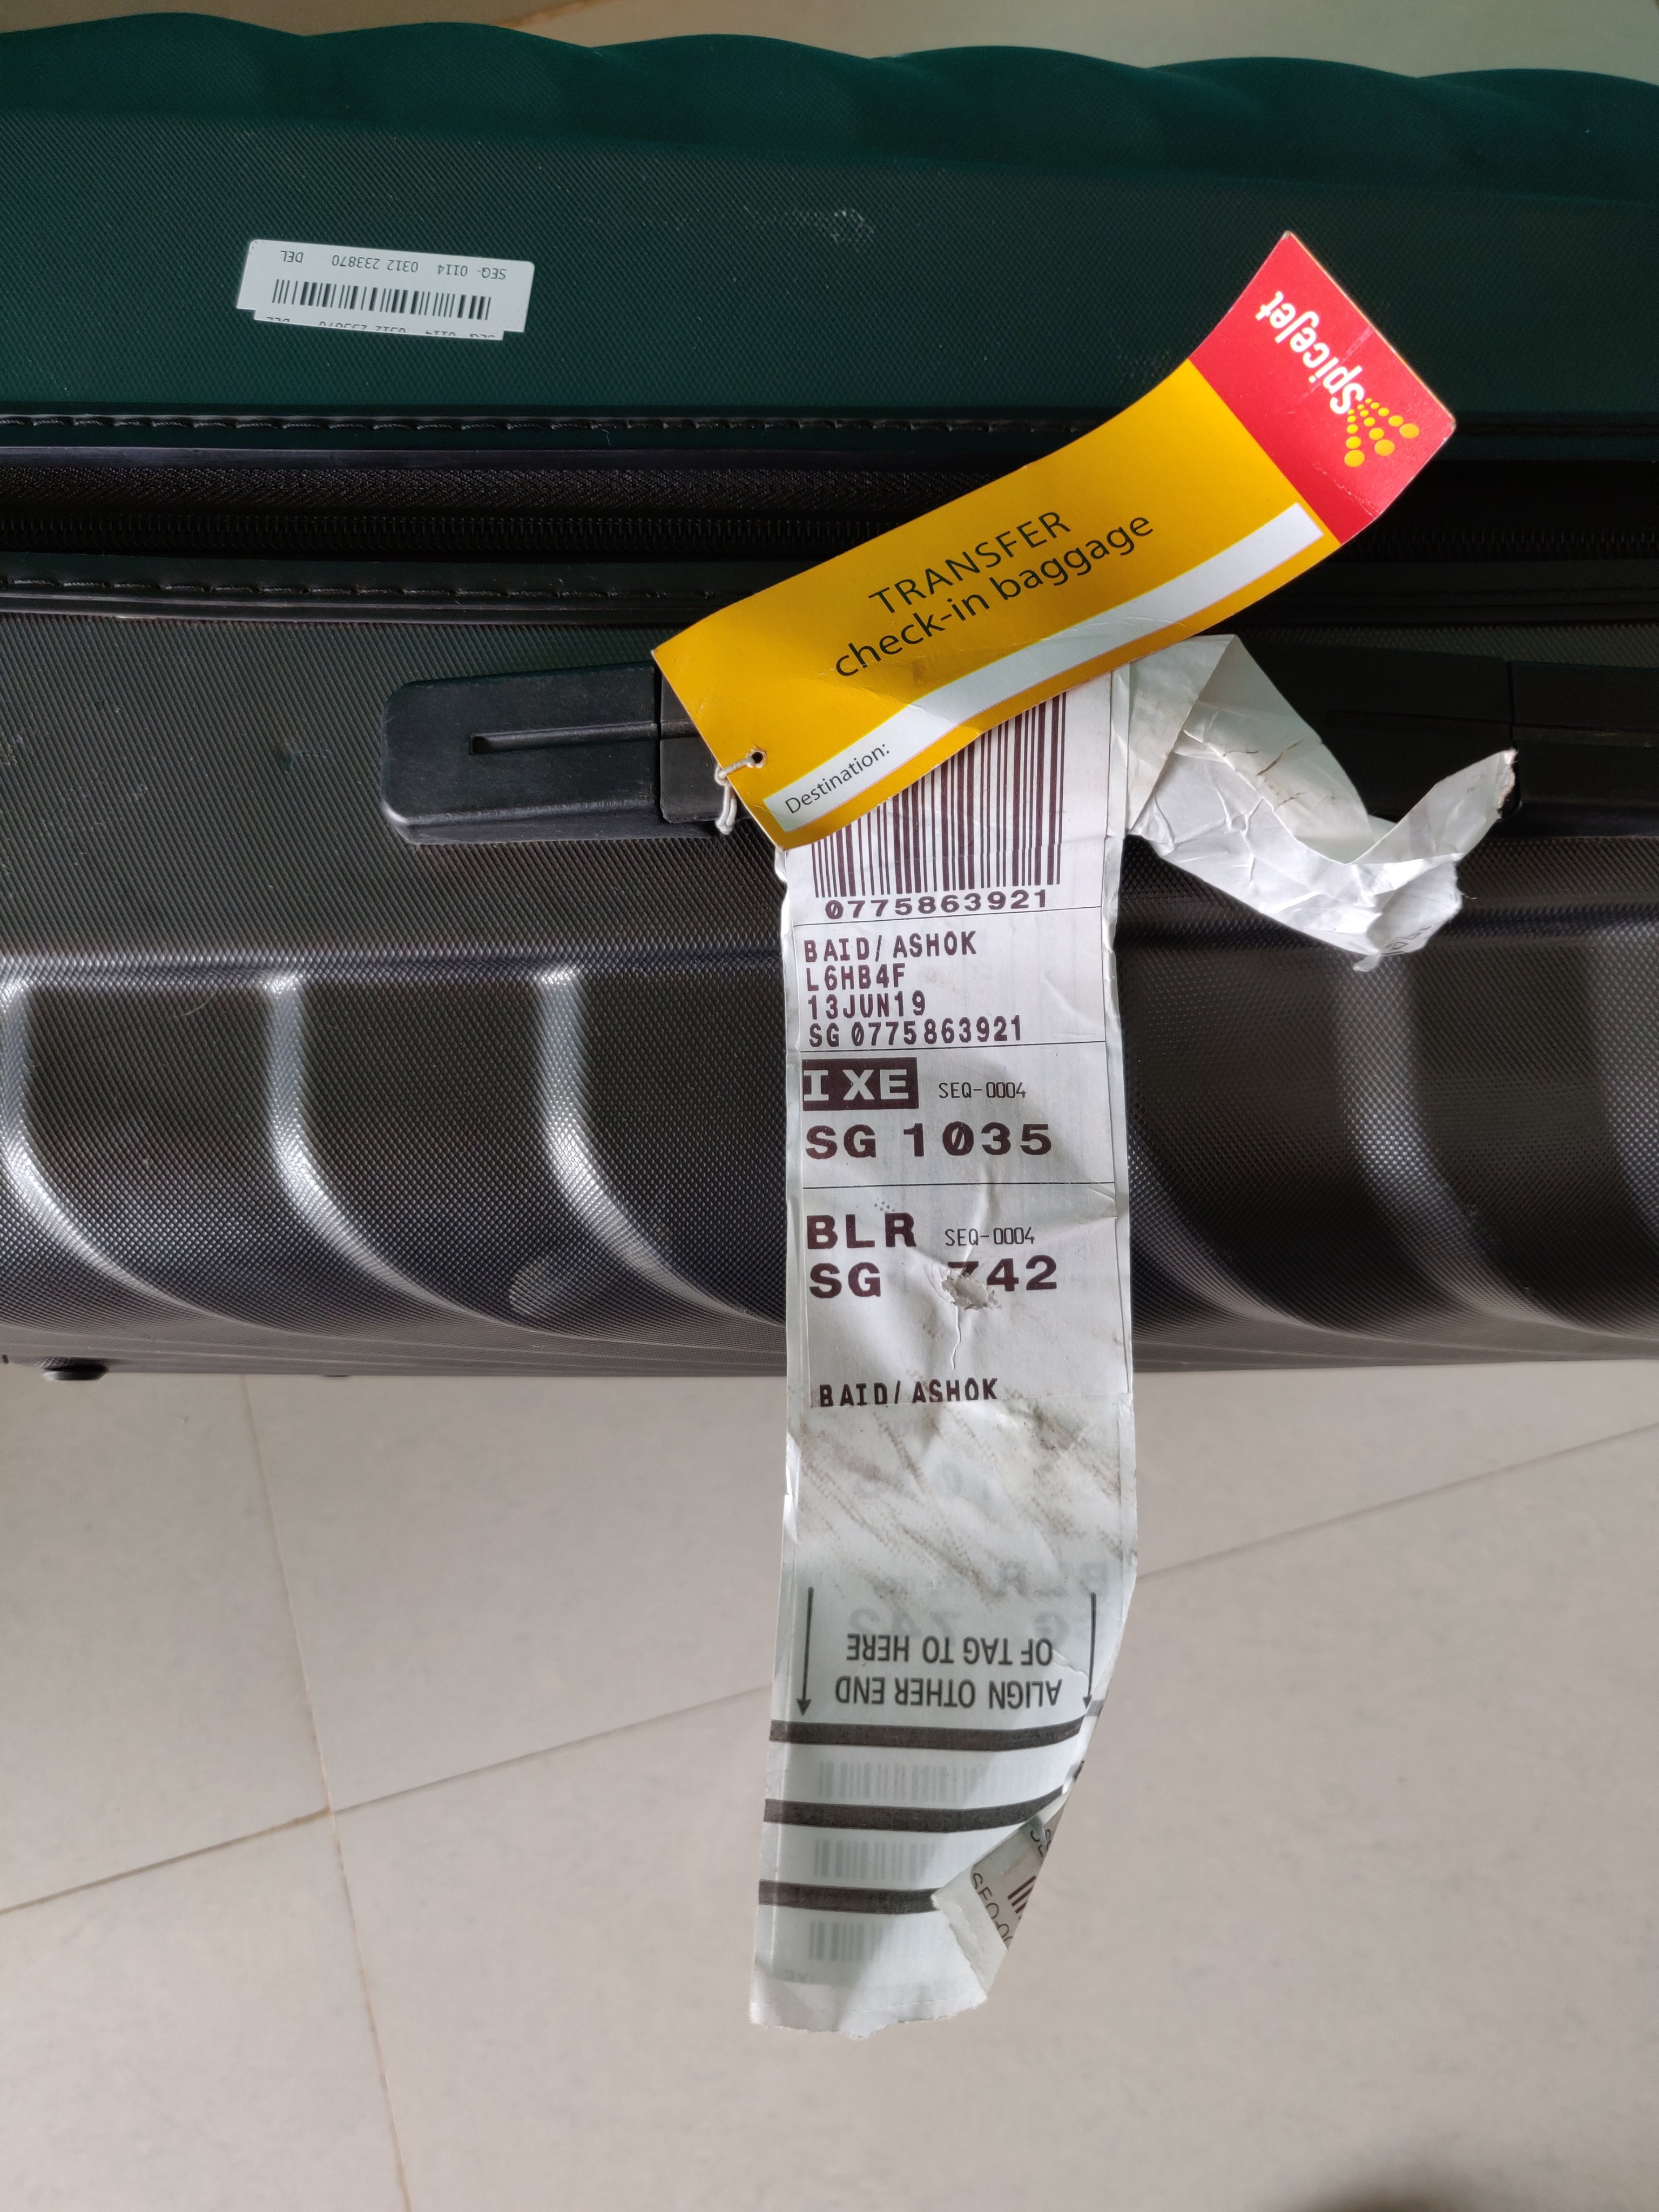 SEQ- 0114 0312 233870 DEL
SpiceJet
TRANSFER
check-in baggage
Destination:
0775863921
BAID/ASHOK
L6HB4F
13JUN19
SG 0775863921
IXE SEQ-0004
SG 1035
BLR SEQ-0004
SG 742
BAID/ASHOK
ALIGN OTHER END
OF TAG TO HERE